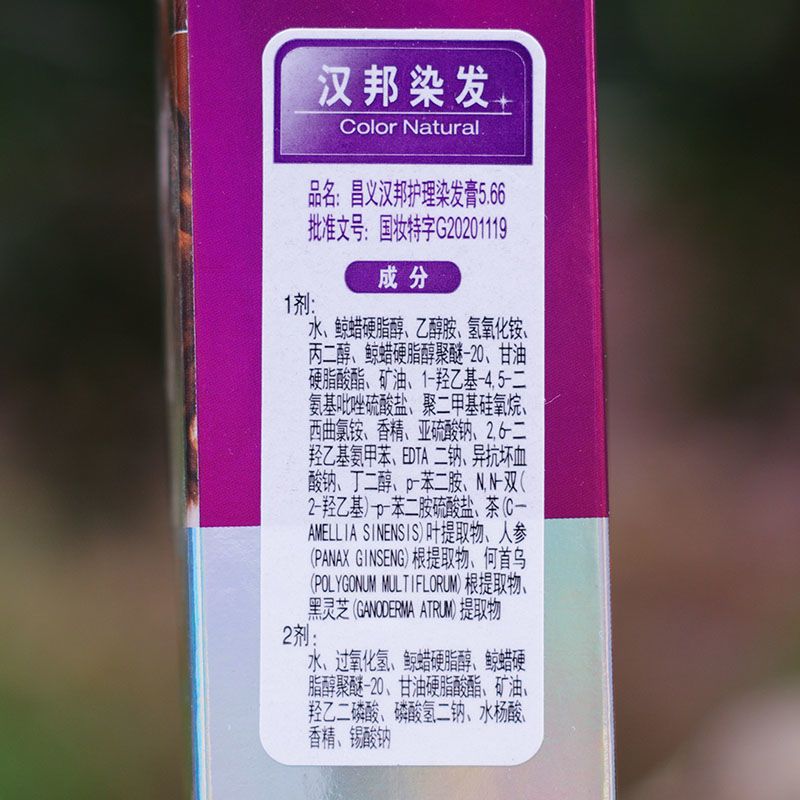 汉邦染发
Color Natural
品名：昌义汉邦护理染发膏5.66
批准文号：国妆特字G20201119
成分
1剂：
水、鲸蜡硬脂醇、乙醇胺、氢氧化铵、
丙二醇、鲸蜡硬脂醇聚醚-20、甘油
硬脂酸酯、矿油、1-羟乙基-4,5-二
氨基吡唑硫酸盐、聚二甲基硅氧烷、
西曲氯铵、香精、亚硫酸钠、2,6-二
羟乙基氨甲苯、EDTA 二钠、异抗坏血
酸钠、丁二醇、p-苯二胺、N,N-双(
2-羟乙基)-p-苯二胺硫酸盐、茶(C-
AMELLIA SINENSIS)叶提取物、人参
(PANAX GINSENG)根提取物、何首乌
(POLYGONUM MULTIFLORUM)根提取物、
黑灵芝(GANODERMA ATRUM)提取物
2剂：
水、过氧化氢、鲸蜡硬脂醇、鲸蜡硬
脂醇聚醚-20、甘油硬脂酸酯、矿油、
羟乙二磷酸、磷酸氢二钠、水杨酸、
香精、锡酸钠